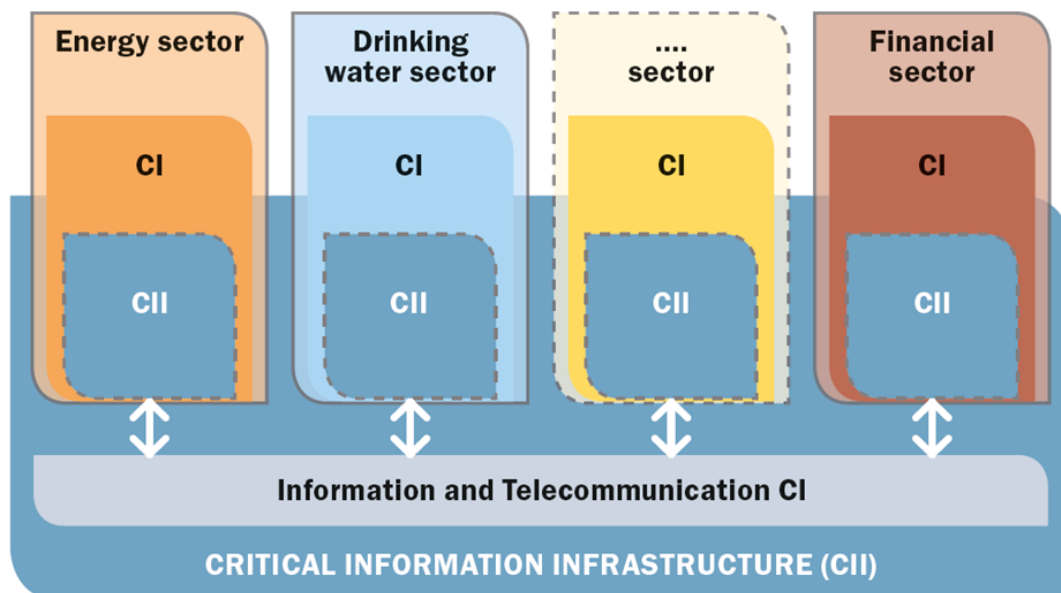 Energy sector
Drinking
water sector
....
sector
Financial
sector
CI
CI
CI
CI
CII
CII
CII
CII
Information and Telecommunication CI
CRITICAL INFORMATION INFRASTRUCTURE (CII)